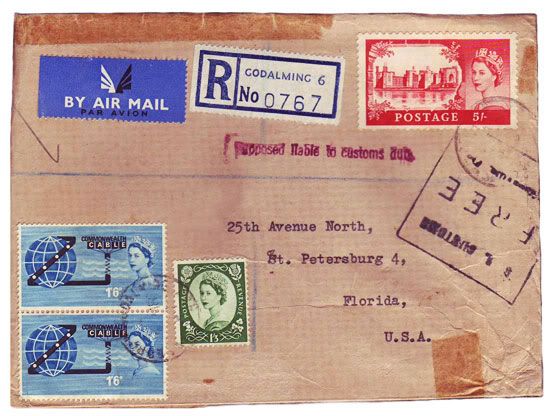 BY AIR MAIL
PAR AVION
R
GODALMING 6
No 0767
POSTAGE 5/-
liable to customs duty
U. S. CUSTOMS
FREE
COMMONWEALTH
CABLE
1'6
COMMONWEALTH
CABLE
1'6
POSTAGE
REVENUE
1'3
25th Avenue North,
St. Petersburg 4,
Florida,
U.S.A.